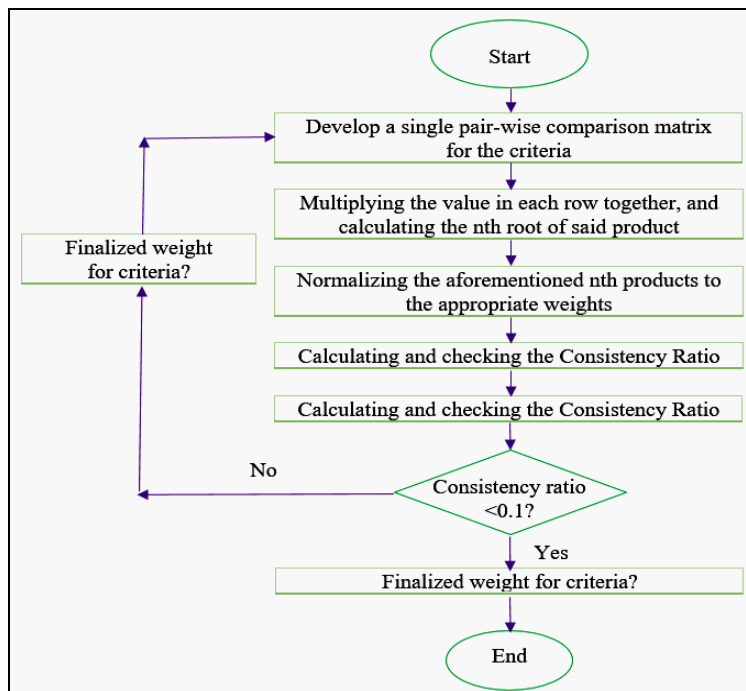 Start
Develop a single pair-wise comparison matrix
for the criteria
Multiplying the value in each row together, and
calculating the nth root of said product
Finalized weight
for criteria?
Normalizing the aforementioned nth products to
the appropriate weights
Calculating and checking the Consistency Ratio
Calculating and checking the Consistency Ratio
No
Consistency ratio
<0.1?
Yes
Finalized weight for criteria?
End